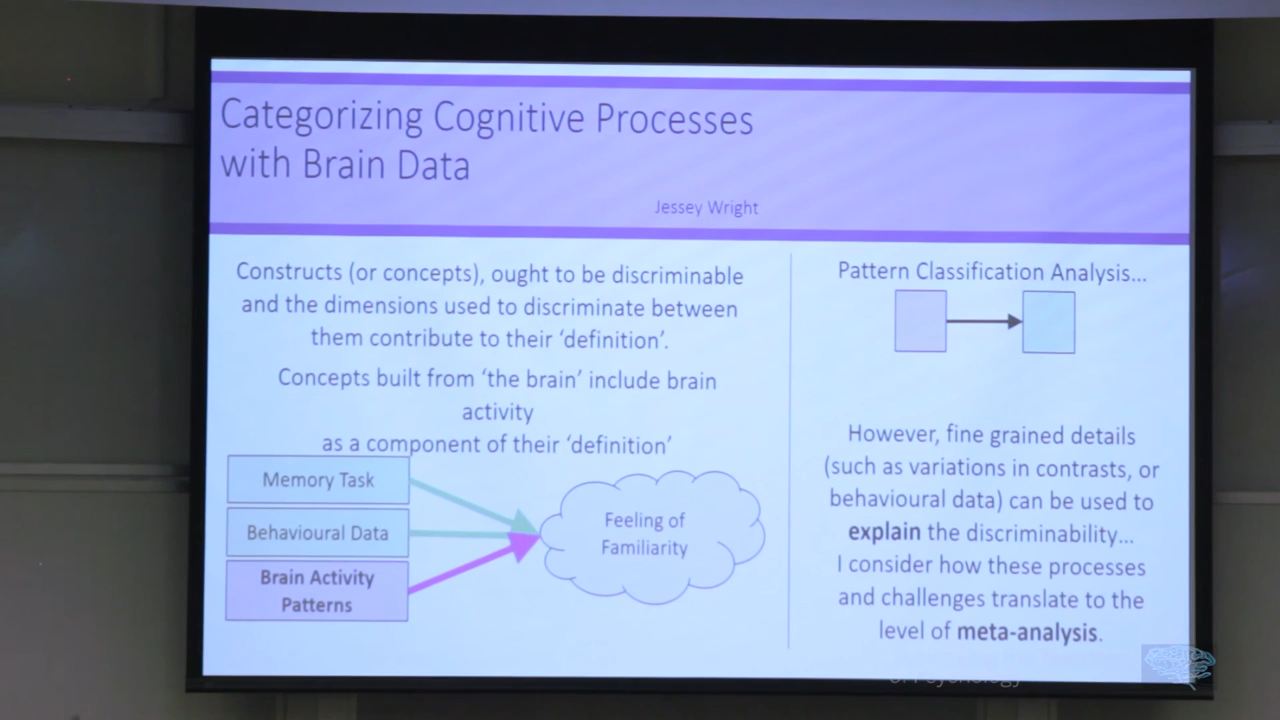 Categorizing Cognitive Processes
with Brain Data
Jessey Wright
Constructs (or concepts), ought to be discriminable
and the dimensions used to discriminate between
them contribute to their ‘definition’.
Concepts built from ‘the brain’ include brain
activity
as a component of their ‘definition’
Memory Task
Behavioural Data
Brain Activity
Patterns
Feeling of
Familiarity
Pattern Classification Analysis...
However, fine grained details
(such as variations in contrasts, or
behavioural data) can be used to
explain the discriminability...
I consider how these processes
and challenges translate to the
level of meta-analysis.